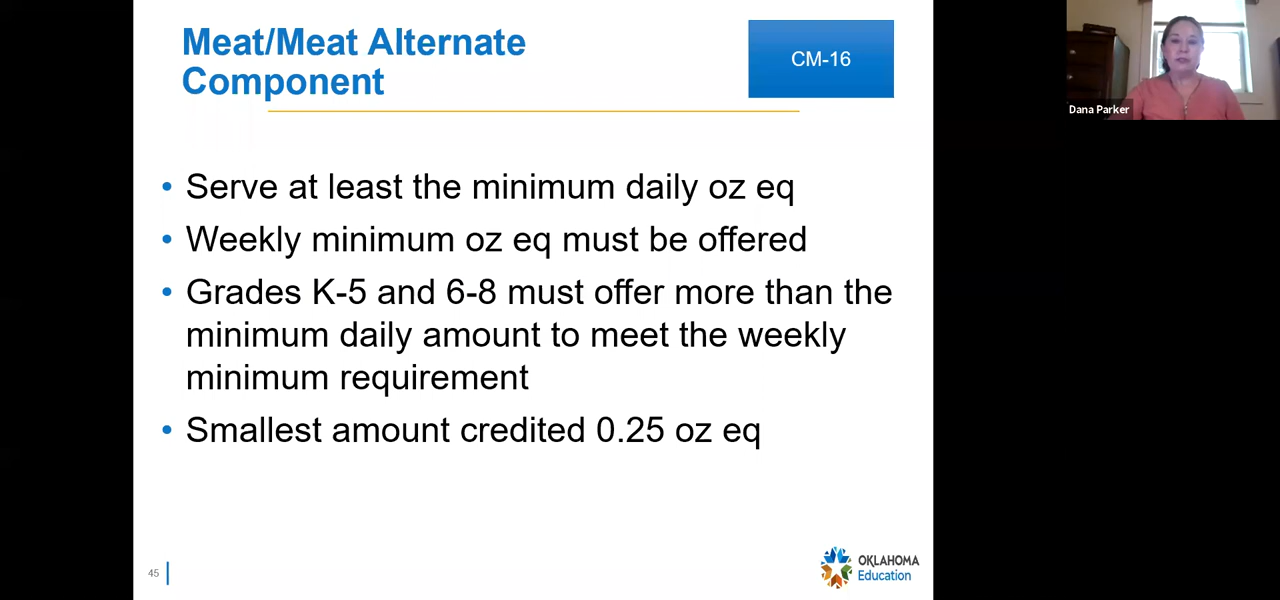 Meat/Meat Alternate
Component
CM-16
Dana Parker
• Serve at least the minimum daily oz eq
• Weekly minimum oz eq must be offered
• Grades K-5 and 6-8 must offer more than the
minimum daily amount to meet the weekly
minimum requirement
• Smallest amount credited 0.25 oz eq
45
OKLAHOMA
Education